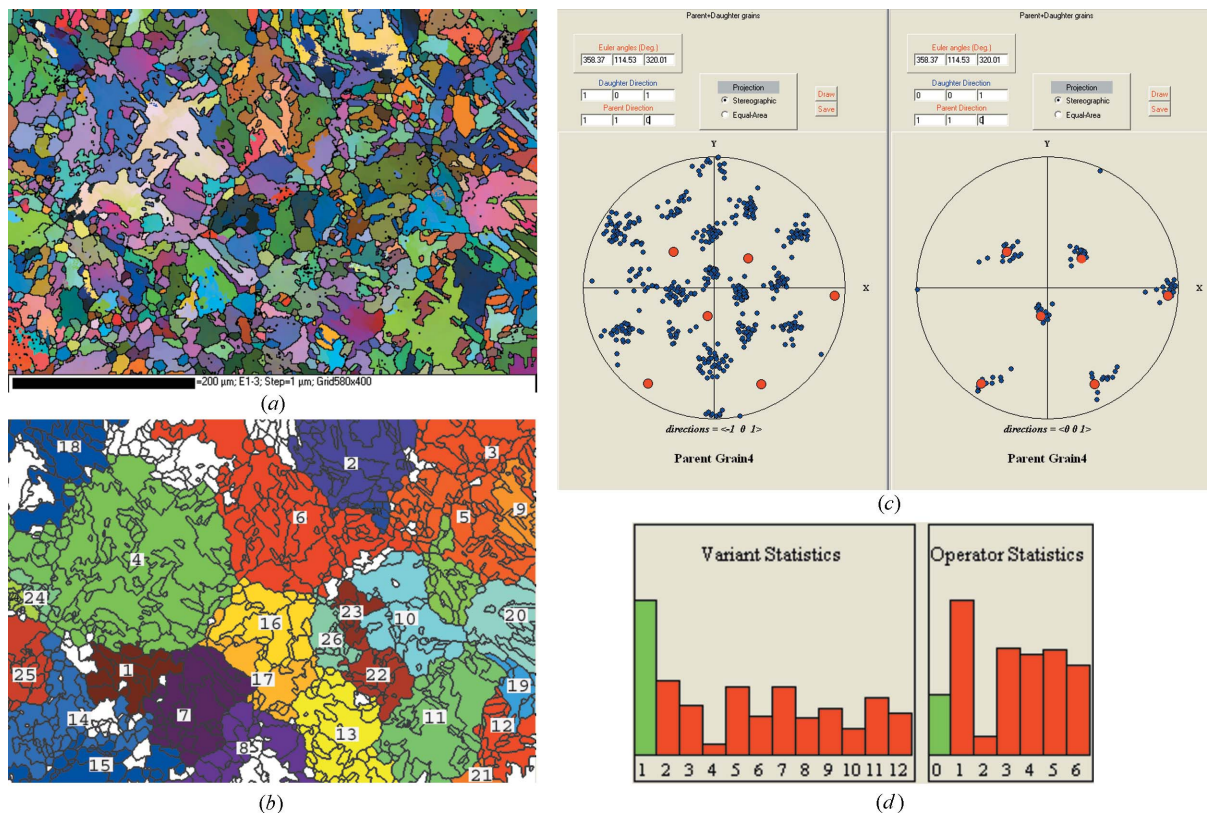 (a)
=200 µm; E1-3; Step=1 µm; Grid580x400
(b)
18
2
3
6
5
9
4
24
23
20
16
10
26
25
1
22
17
19
14
7
11
12
13
8
15
21
Parent+Daughter grains
Euler angles (Deg.)
358.37 114.53 320.01
Daughter Direction
1 0 1
Parent Direction
1 1 0
Projection
Stereographic
Equal-Area
Draw
Save
Y
X
directions = <-1 0 1>
Parent Grain4
Parent+Daughter grains
Euler angles (Deg.)
358.37 114.53 320.01
Daughter Direction
0 0 1
Parent Direction
1 1 0
Projection
Stereographic
Equal-Area
Draw
Save
Y
X
directions = <0 0 1>
Parent Grain4
(c)
Variant Statistics
1 2 3 4 5 6 7 8 9 10 11 12
Operator Statistics
0 1 2 3 4 5 6
(d)